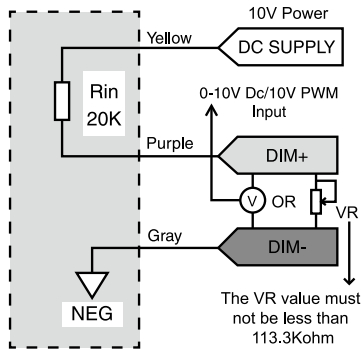 10V Power
Yellow
DC SUPPLY
Rin
20K
0-10V Dc/10V PWM
Input
Purple
DIM+
V
OR
VR
Gray
DIM-
NEG
The VR value must
not be less than
113.3Kohm